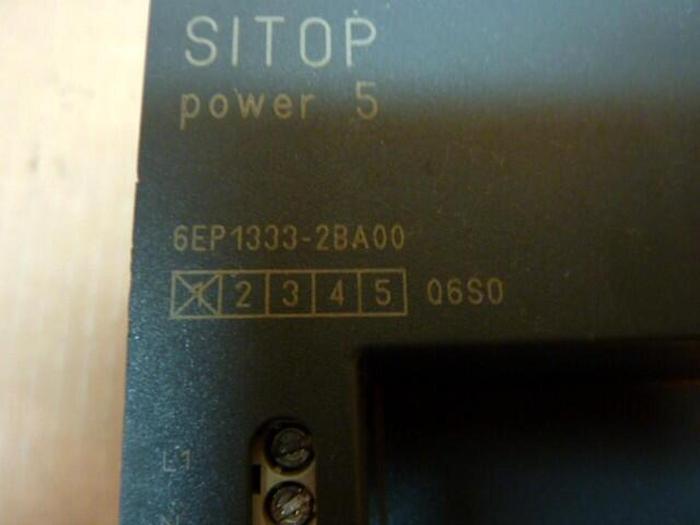 SITOP
power 5
6EP1333-2BA00
1 2 3 4 5 Q6S0
L1
N